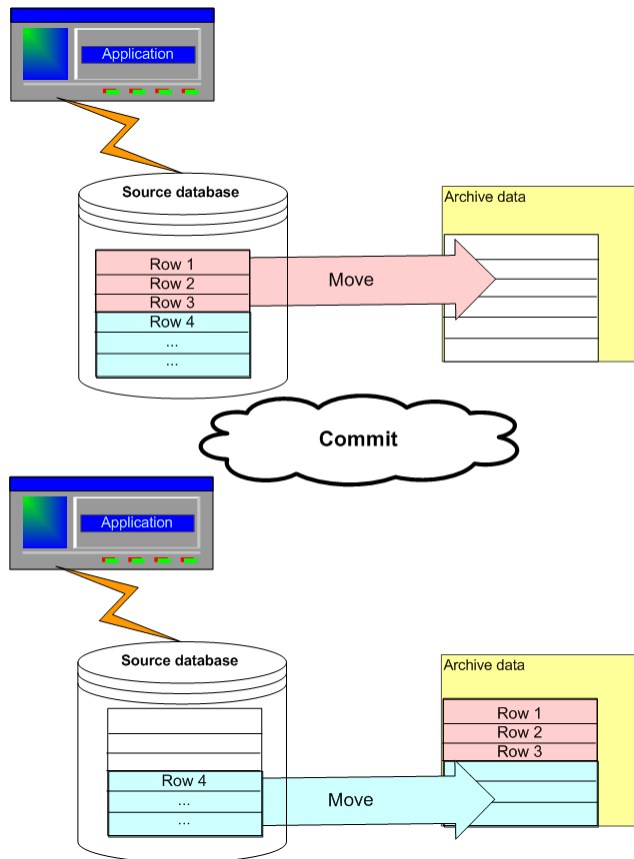 Application
Source database
Archive data
Row 1
Row 2
Row 3
Row 4
...
...
Move
Commit
Application
Source database
Archive data
Row 1
Row 2
Row 3
Row 4
...
...
Move